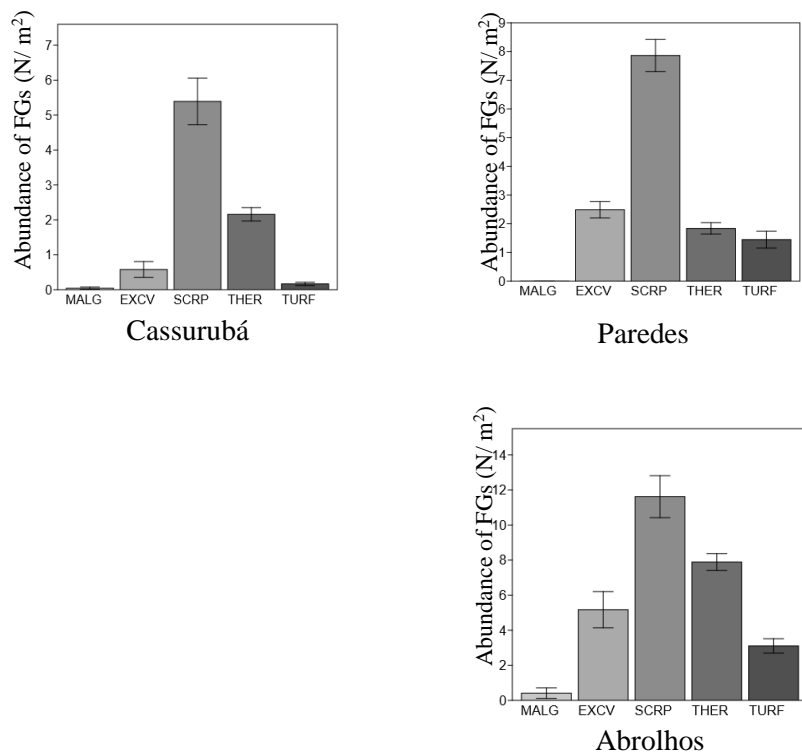 Abundance of FGs (N/ m²)
7
6
5
4
3
2
1
0
MALG EXCV SCRP THER TURF
Cassurubá
Abundance of FGs (N/ m²)
9
8
7
6
5
4
3
2
1
0
MALG EXCV SCRP THER TURF
Paredes
Abundance of FGs (N/ m²)
14
12
10
8
6
4
2
0
MALG EXCV SCRP THER TURF
Abrolhos